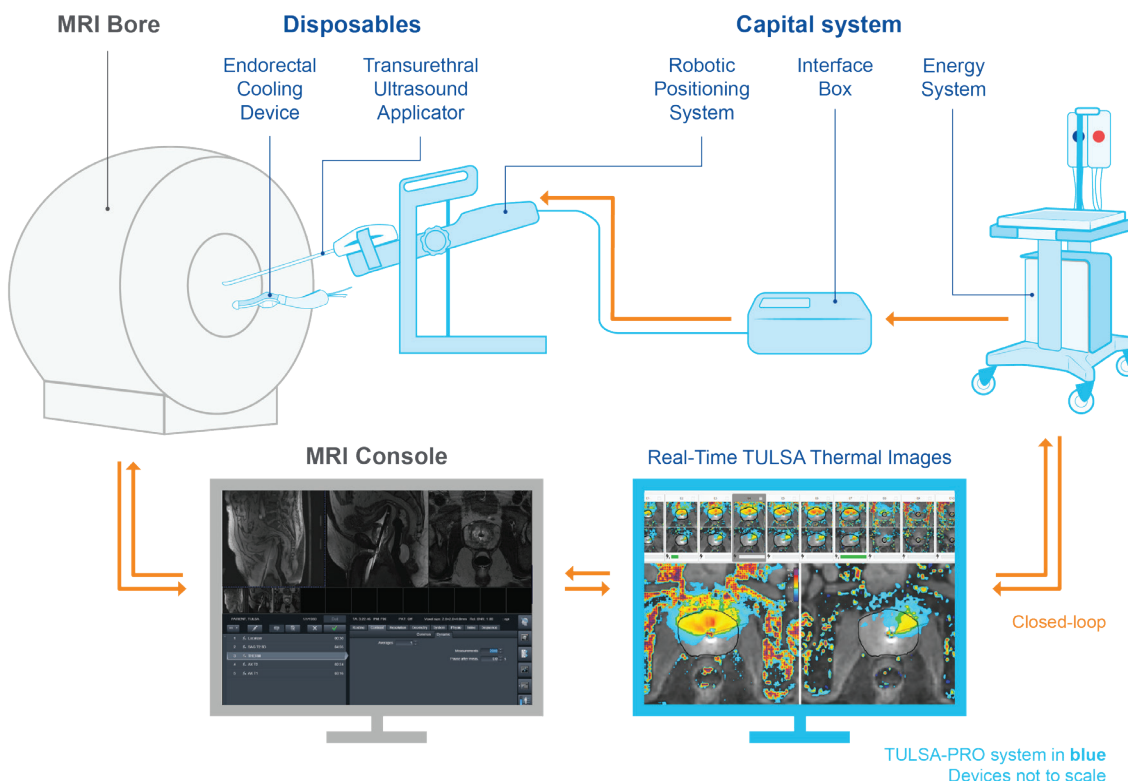 MRI Bore
Disposables
Capital system
Endorectal
Cooling
Device
Transurethral
Ultrasound
Applicator
Robotic
Positioning
System
Interface
Box
Energy
System
MRI Console
Real-Time TULSA Thermal Images
Closed-loop
TULSA-PRO system in blue
Devices not to scale